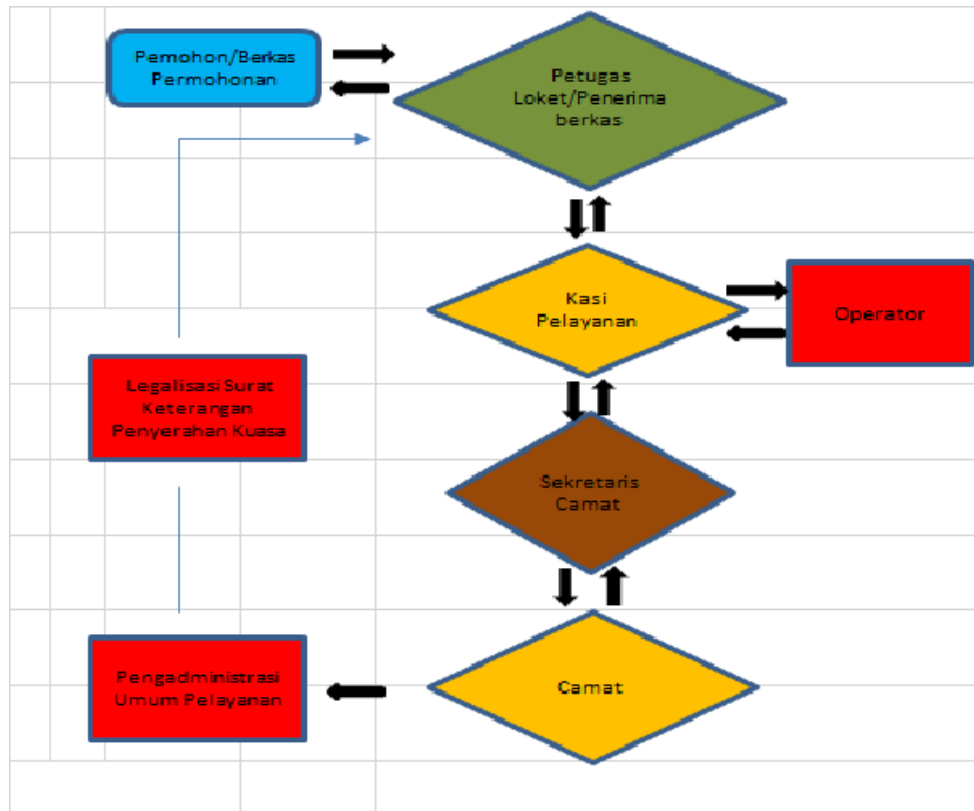 Pemohon/Berkas
Permohonan
Petugas
Loket/Penerima
berkas
Kasi
Pelayanan
Operator
Legalisasi Surat
Keterangan
Penyerahan Kuasa
Sekretaris
Camat
Pengadministrasi
Umum Pelayanan
Camat